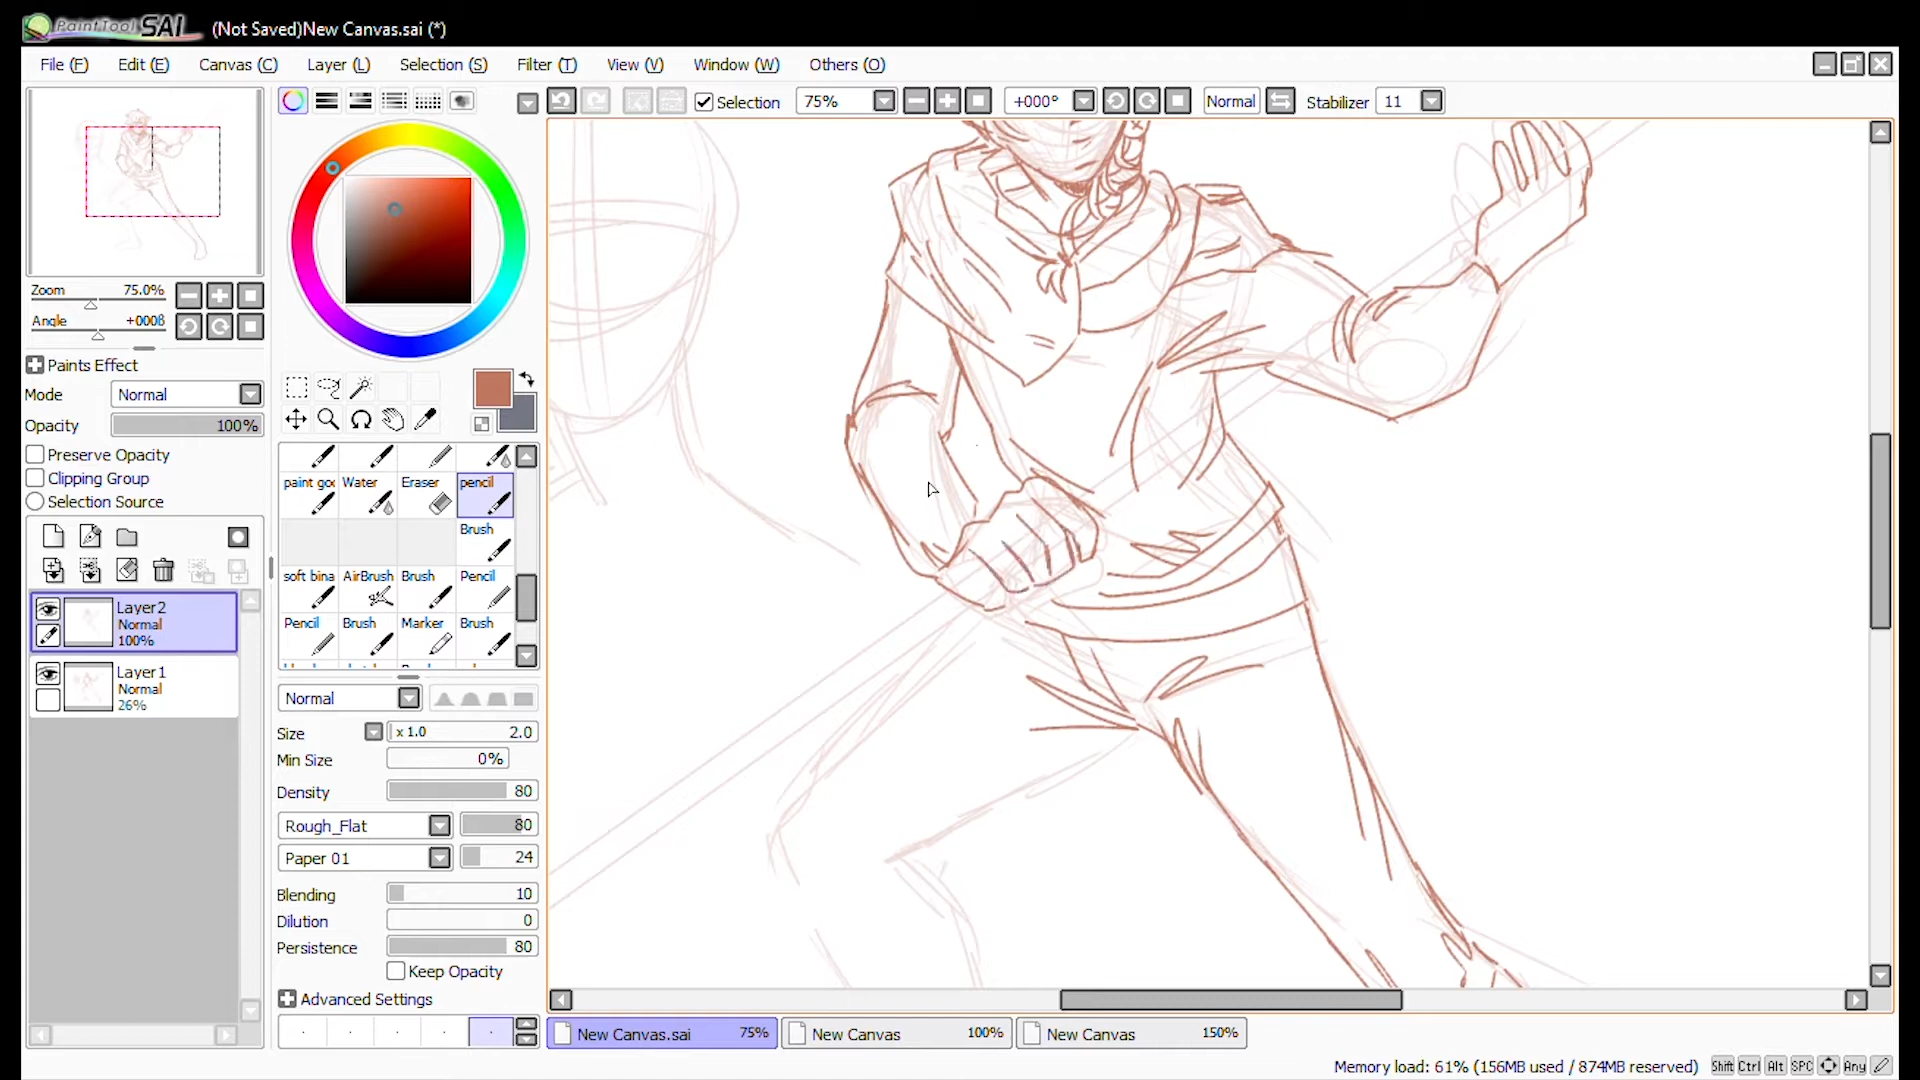 PaintTool SAI (Not Saved)New Canvas.sai (*)
File (F) Edit (E) Canvas (C) Layer (L) Selection (S) Filter (T) View (V) Window (W) Others (O)
Selection 75% +000° Normal Stabilizer 11
Zoom 75.0%
Angle +000ß
Paints Effect
Mode Normal
Opacity 100%
Preserve Opacity
Clipping Group
Selection Source
Layer2
Normal
100%
Layer1
Normal
26%
paint goo Water Eraser pencil
Brush
soft bina AirBrush Brush Pencil
Pencil Brush Marker Brush
Normal
Size x 1.0 2.0
Min Size 0%
Density 80
Rough_Flat 80
Paper 01 24
Blending 10
Dilution 0
Persistence 80
Keep Opacity
Advanced Settings
New Canvas.sai 75% New Canvas 100% New Canvas 150%
Memory load: 61% (156MB used / 874MB reserved) Shift Ctrl Alt SPC Any